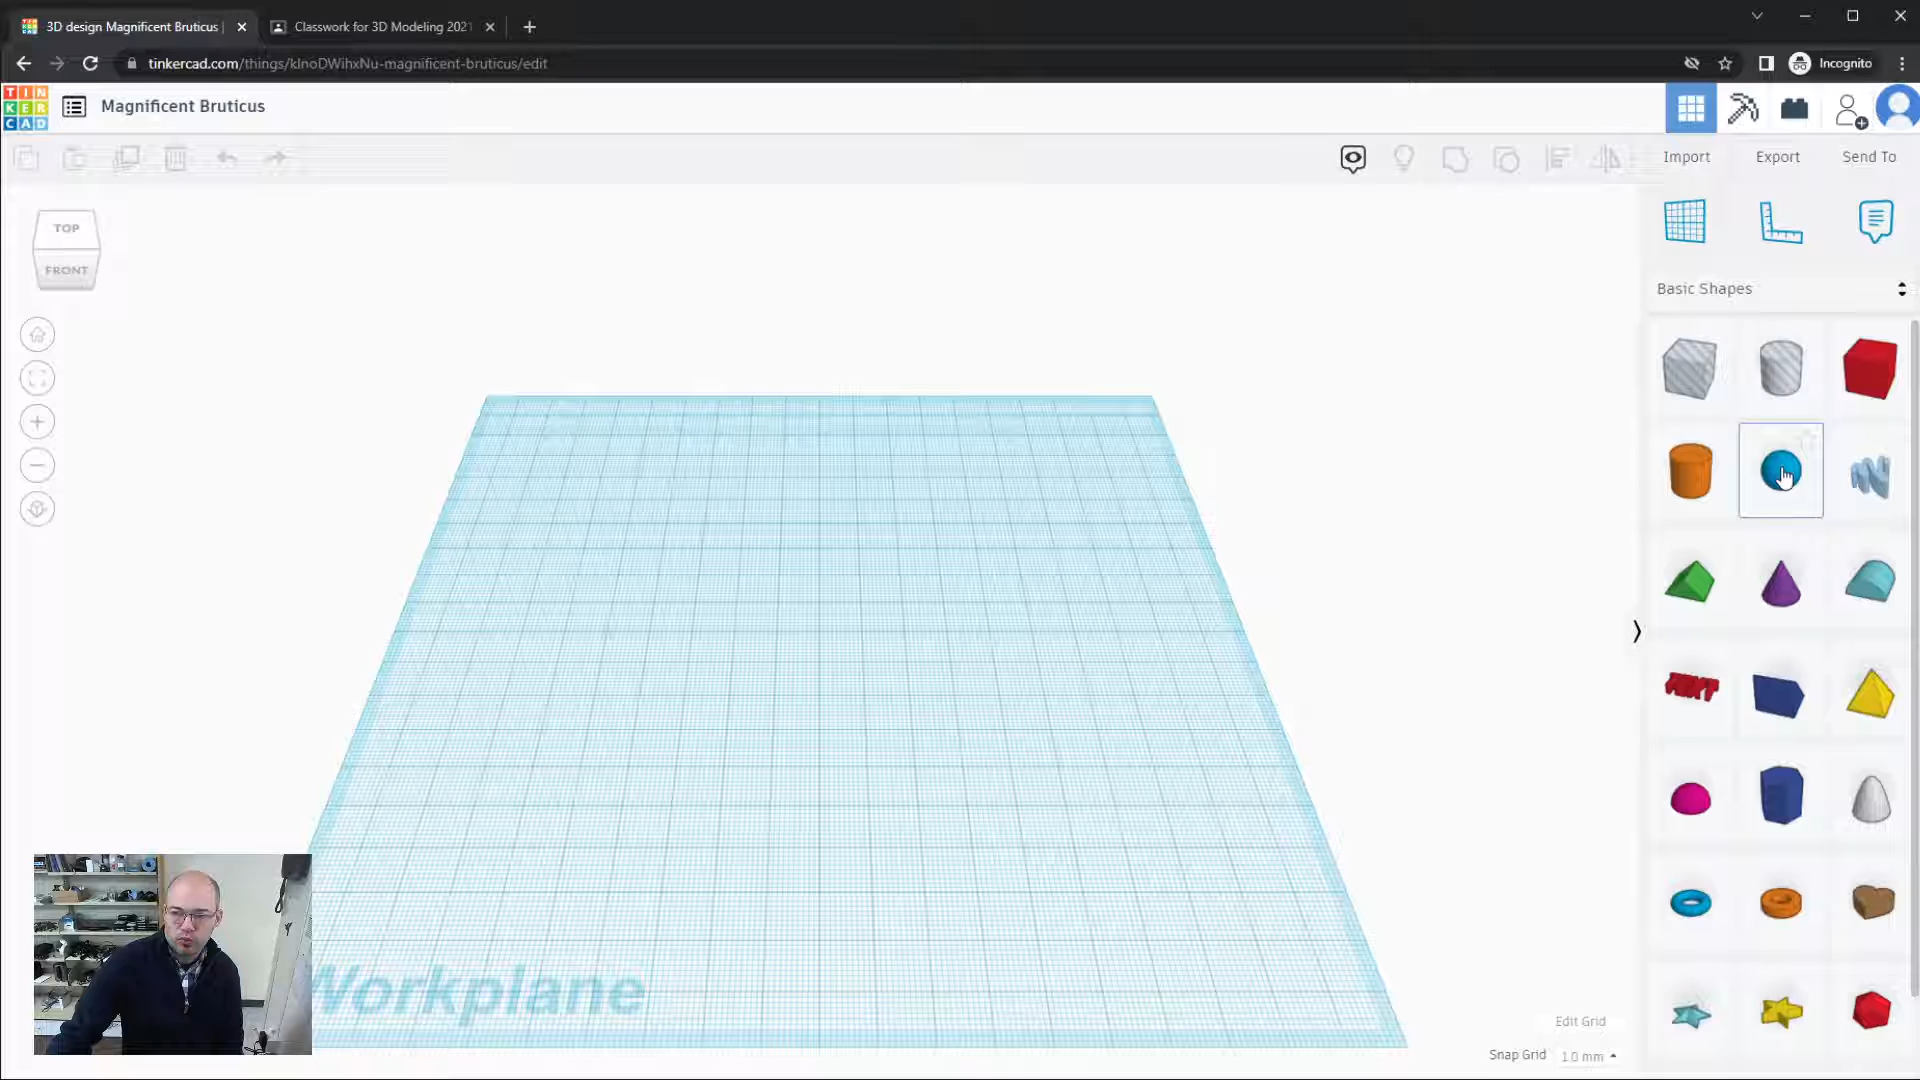 3D design Magnificent Bruticus |
Classwork for 3D Modeling 2021
tinkercad.com/things/klnoDWihxNu-magnificent-bruticus/edit
Incognito
TIN
KER
CAD
Magnificent Bruticus
Import
Export
Send To
TOP
FRONT
Basic Shapes
TEXT
Workplane
Edit Grid
Snap Grid
1.0 mm